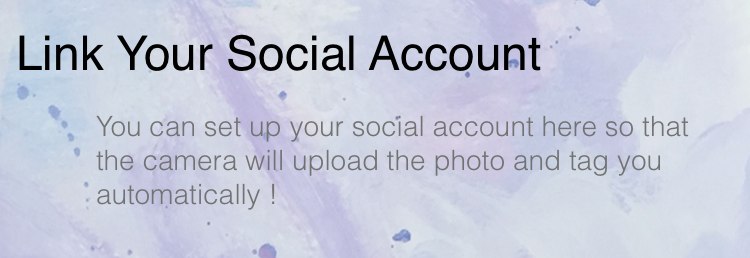 Link Your Social Account
You can set up your social account here so that
the camera will upload the photo and tag you
automatically !